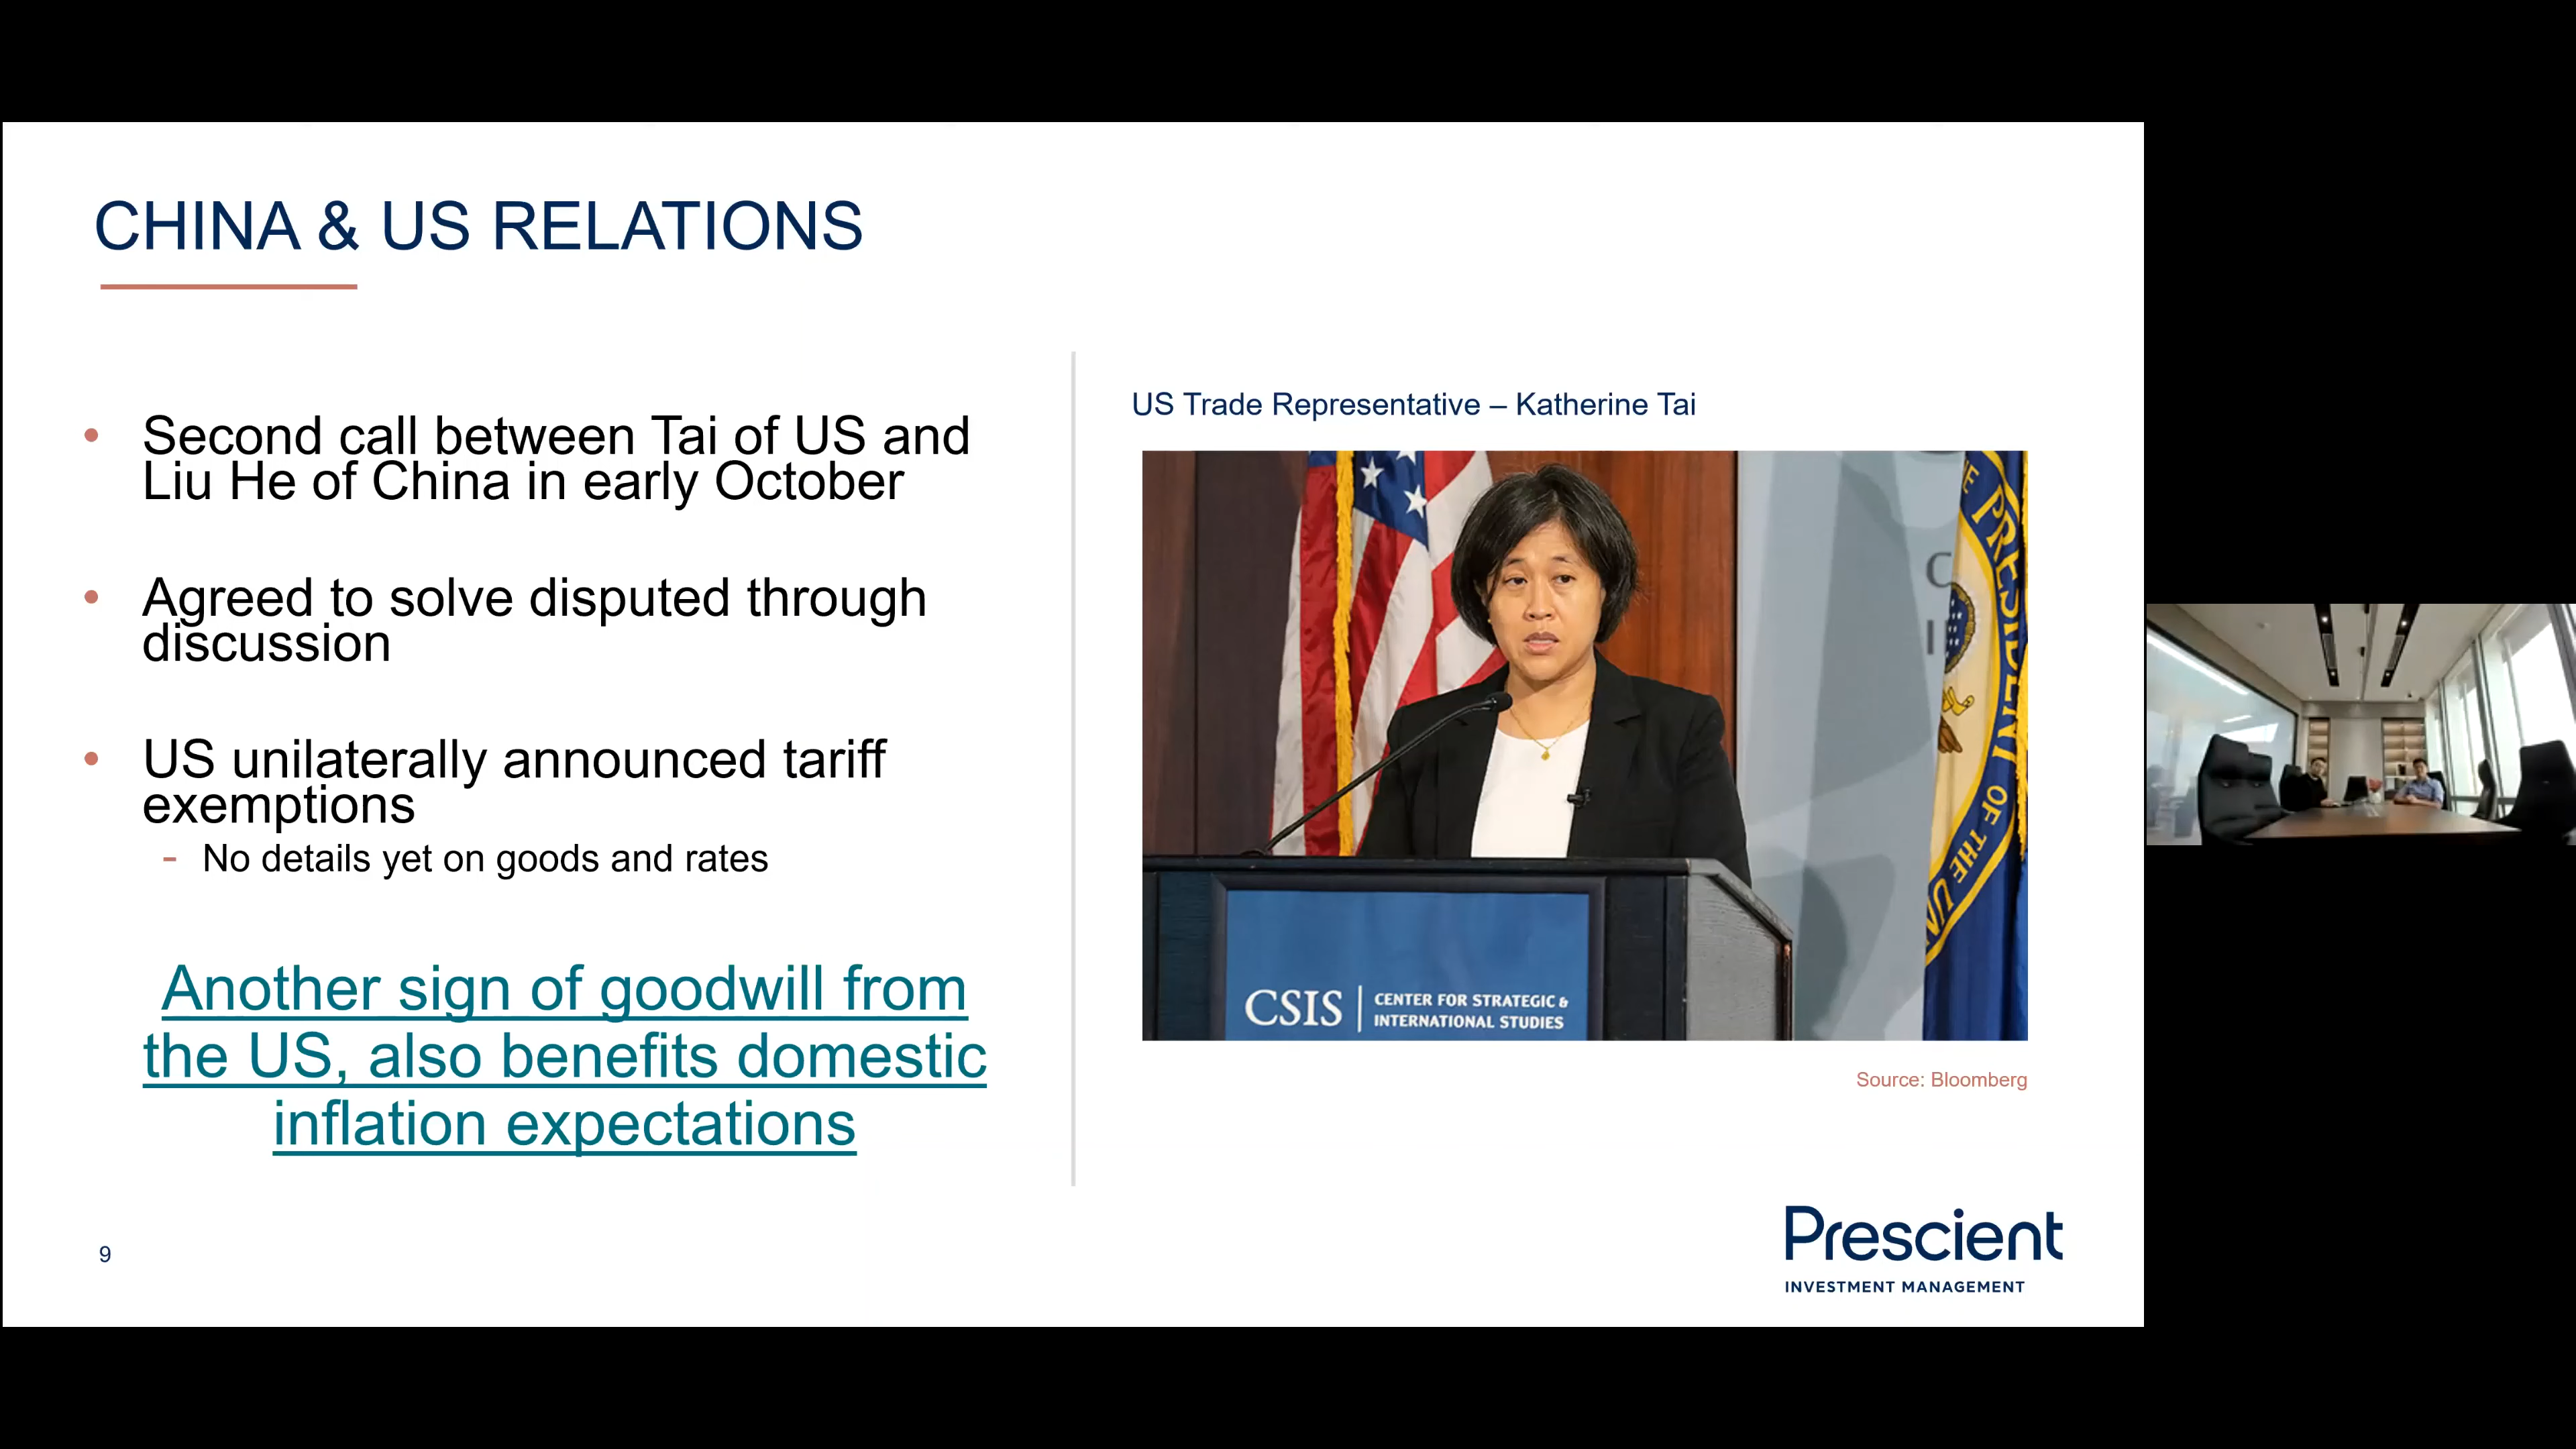 CHINA & US RELATIONS
• Second call between Tai of US and
Liu He of China in early October
• Agreed to solve disputed through
discussion
• US unilaterally announced tariff
exemptions
- No details yet on goods and rates
Another sign of goodwill from
the US, also benefits domestic
inflation expectations
US Trade Representative – Katherine Tai
PRESIDENT OF THE
CSIS
CENTER FOR STRATEGIC &
INTERNATIONAL STUDIES
Source: Bloomberg
9
Prescient
INVESTMENT MANAGEMENT